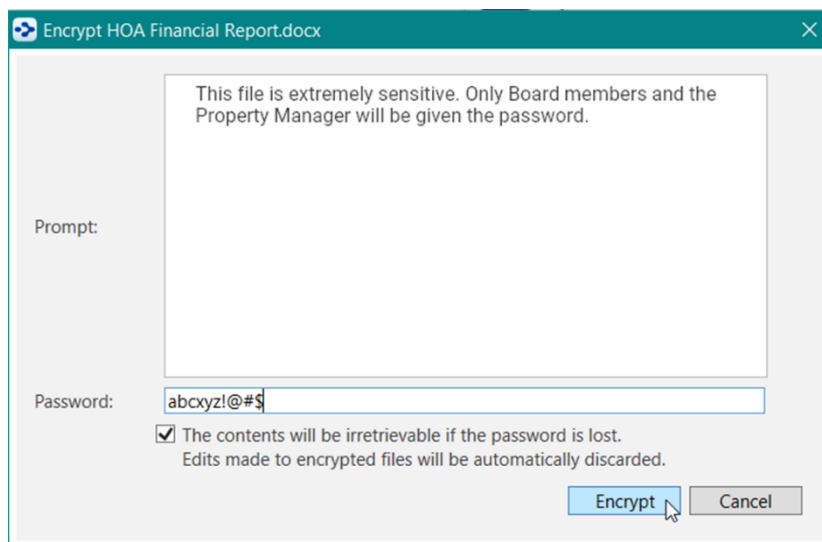 Encrypt HOA Financial Report.docx
This file is extremely sensitive. Only Board members and the
Property Manager will be given the password.
Prompt:
Password: abcxyz!@#$
The contents will be irretrievable if the password is lost.
Edits made to encrypted files will be automatically discarded.
Encrypt Cancel